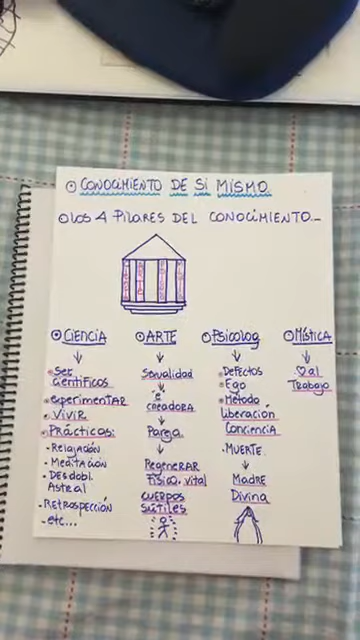 CONOCIMIENTO DE SÍ MISMO
LOS 4 PILARES DEL CONOCIMIENTO._
CIENCIA
Ser
científicos
experimentar
Vivir
Prácticas:
- Relajación
- Meditación
- Desdobl.
Astral
- Retrospección
- etc...
ARTE
Sexualidad
E
creadora
Pareja
Regenerar
Físico. vital
cuerpos
sutiles
Psicolog
Defectos
Ego
Método
Liberación
Conciencia
. MUERTE.
Madre
Divina
Mística
♡ al
Trabajo